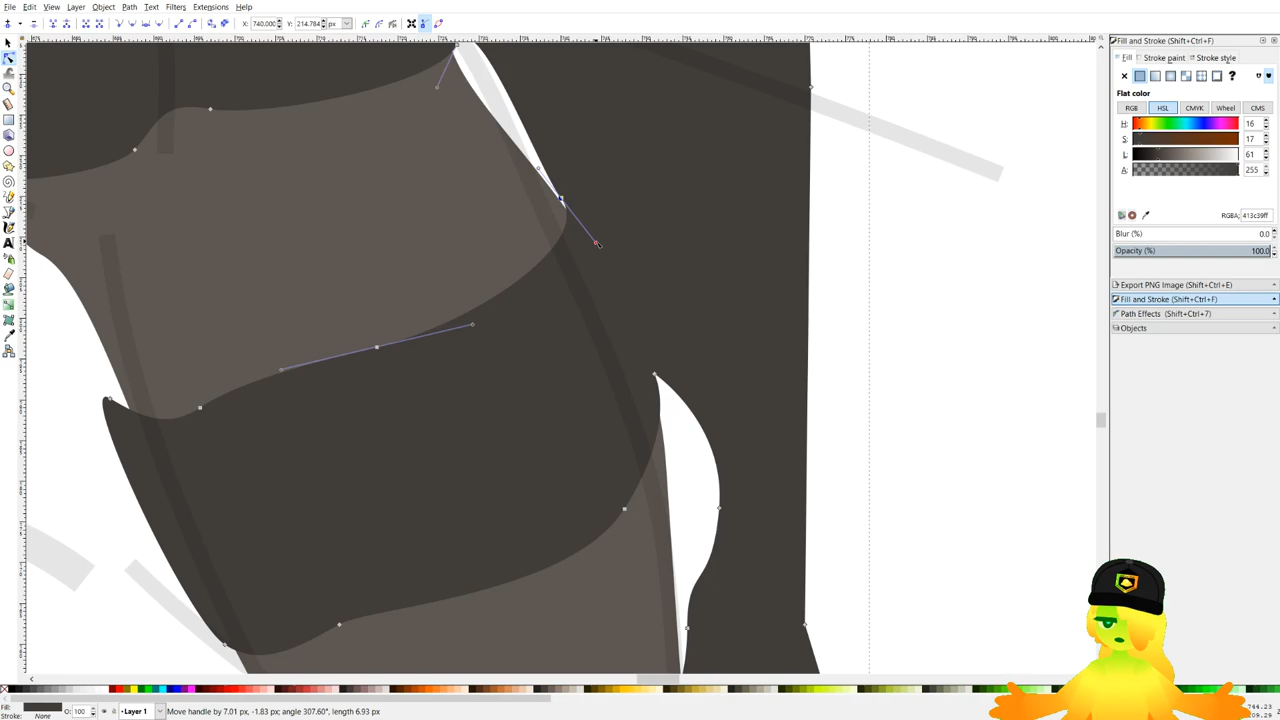 File Edit View Layer Object Path Text Filters Extensions Help
X: 740.000 Y: 214.784 px
Fill and Stroke (Shift+Ctrl+F)
Fill Stroke paint Stroke style
Flat color
RGB HSL CMYK Wheel CMS
H: 16
S: 17
L: 61
A: 255
RGBA: 413c39ff
Blur (%) 0.0
Opacity (%) 100.0
Export PNG Image (Shift+Ctrl+E)
Fill and Stroke (Shift+Ctrl+F)
Path Effects (Shift+Ctrl+7)
Objects
Fill: O: 100 Layer 1 Move handle by 7.01 px, -1.83 px; angle 307.60°, length 6.93 px
Stroke: None